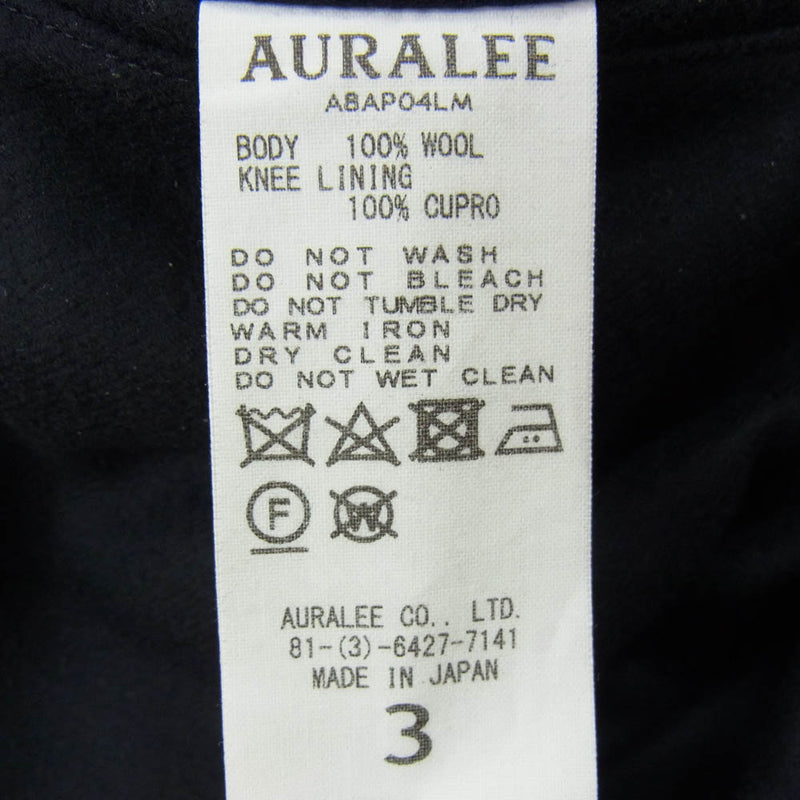 AURALEE
A8AP04LM
BODY 100% WOOL
KNEE LINING
100% CUPRO
DO NOT WASH
DO NOT BLEACH
DO NOT TUMBLE DRY
WARM IRON
DRY CLEAN
DO NOT WET CLEAN
F W
AURALEE CO., LTD.
81-(3)-6427-7141
MADE IN JAPAN
3